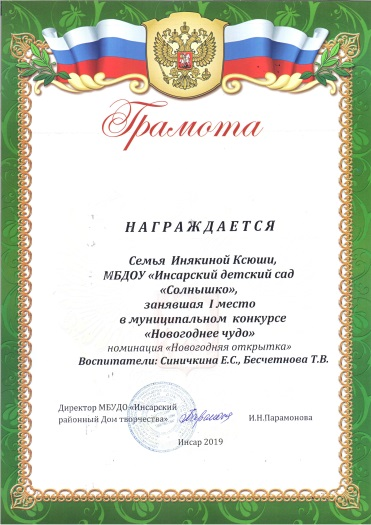 Грамота
НАГРАЖДАЕТСЯ
Семья Инякиной Ксюши,
МБДОУ «Инсарский детский сад
«Солнышко»,
занявшая I место
в муниципальном конкурсе
«Новогоднее чудо»
номинация «Новогодняя открытка»
Воспитатели: Синичкина Е.С., Бесчетнова Т.В.
Директор МБУДО «Инсарский
районный Дом творчества»
И.Н.Парамонова
Инсар 2019